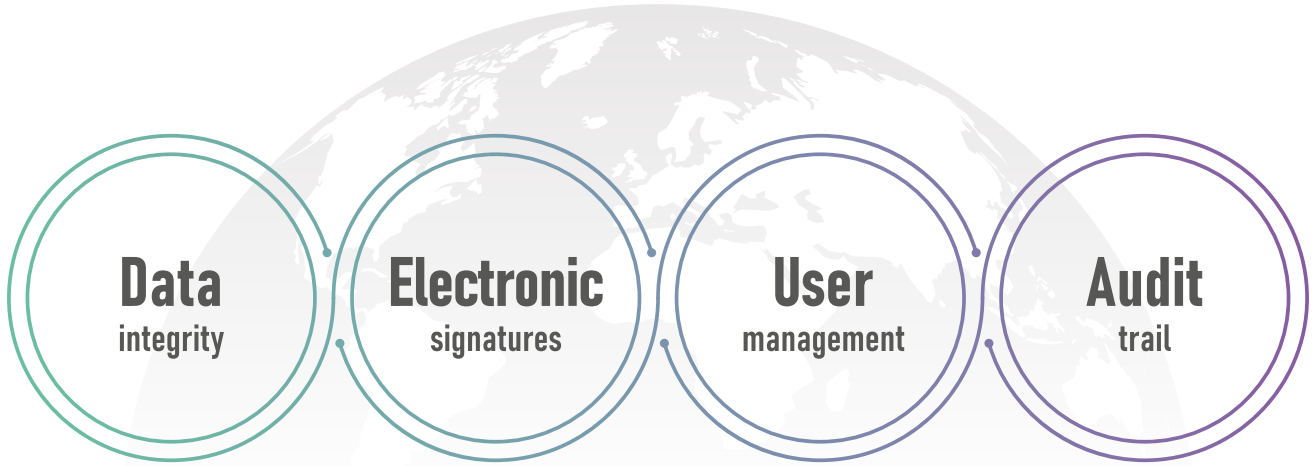 Data
integrity
Electronic
signatures
User
management
Audit
trail